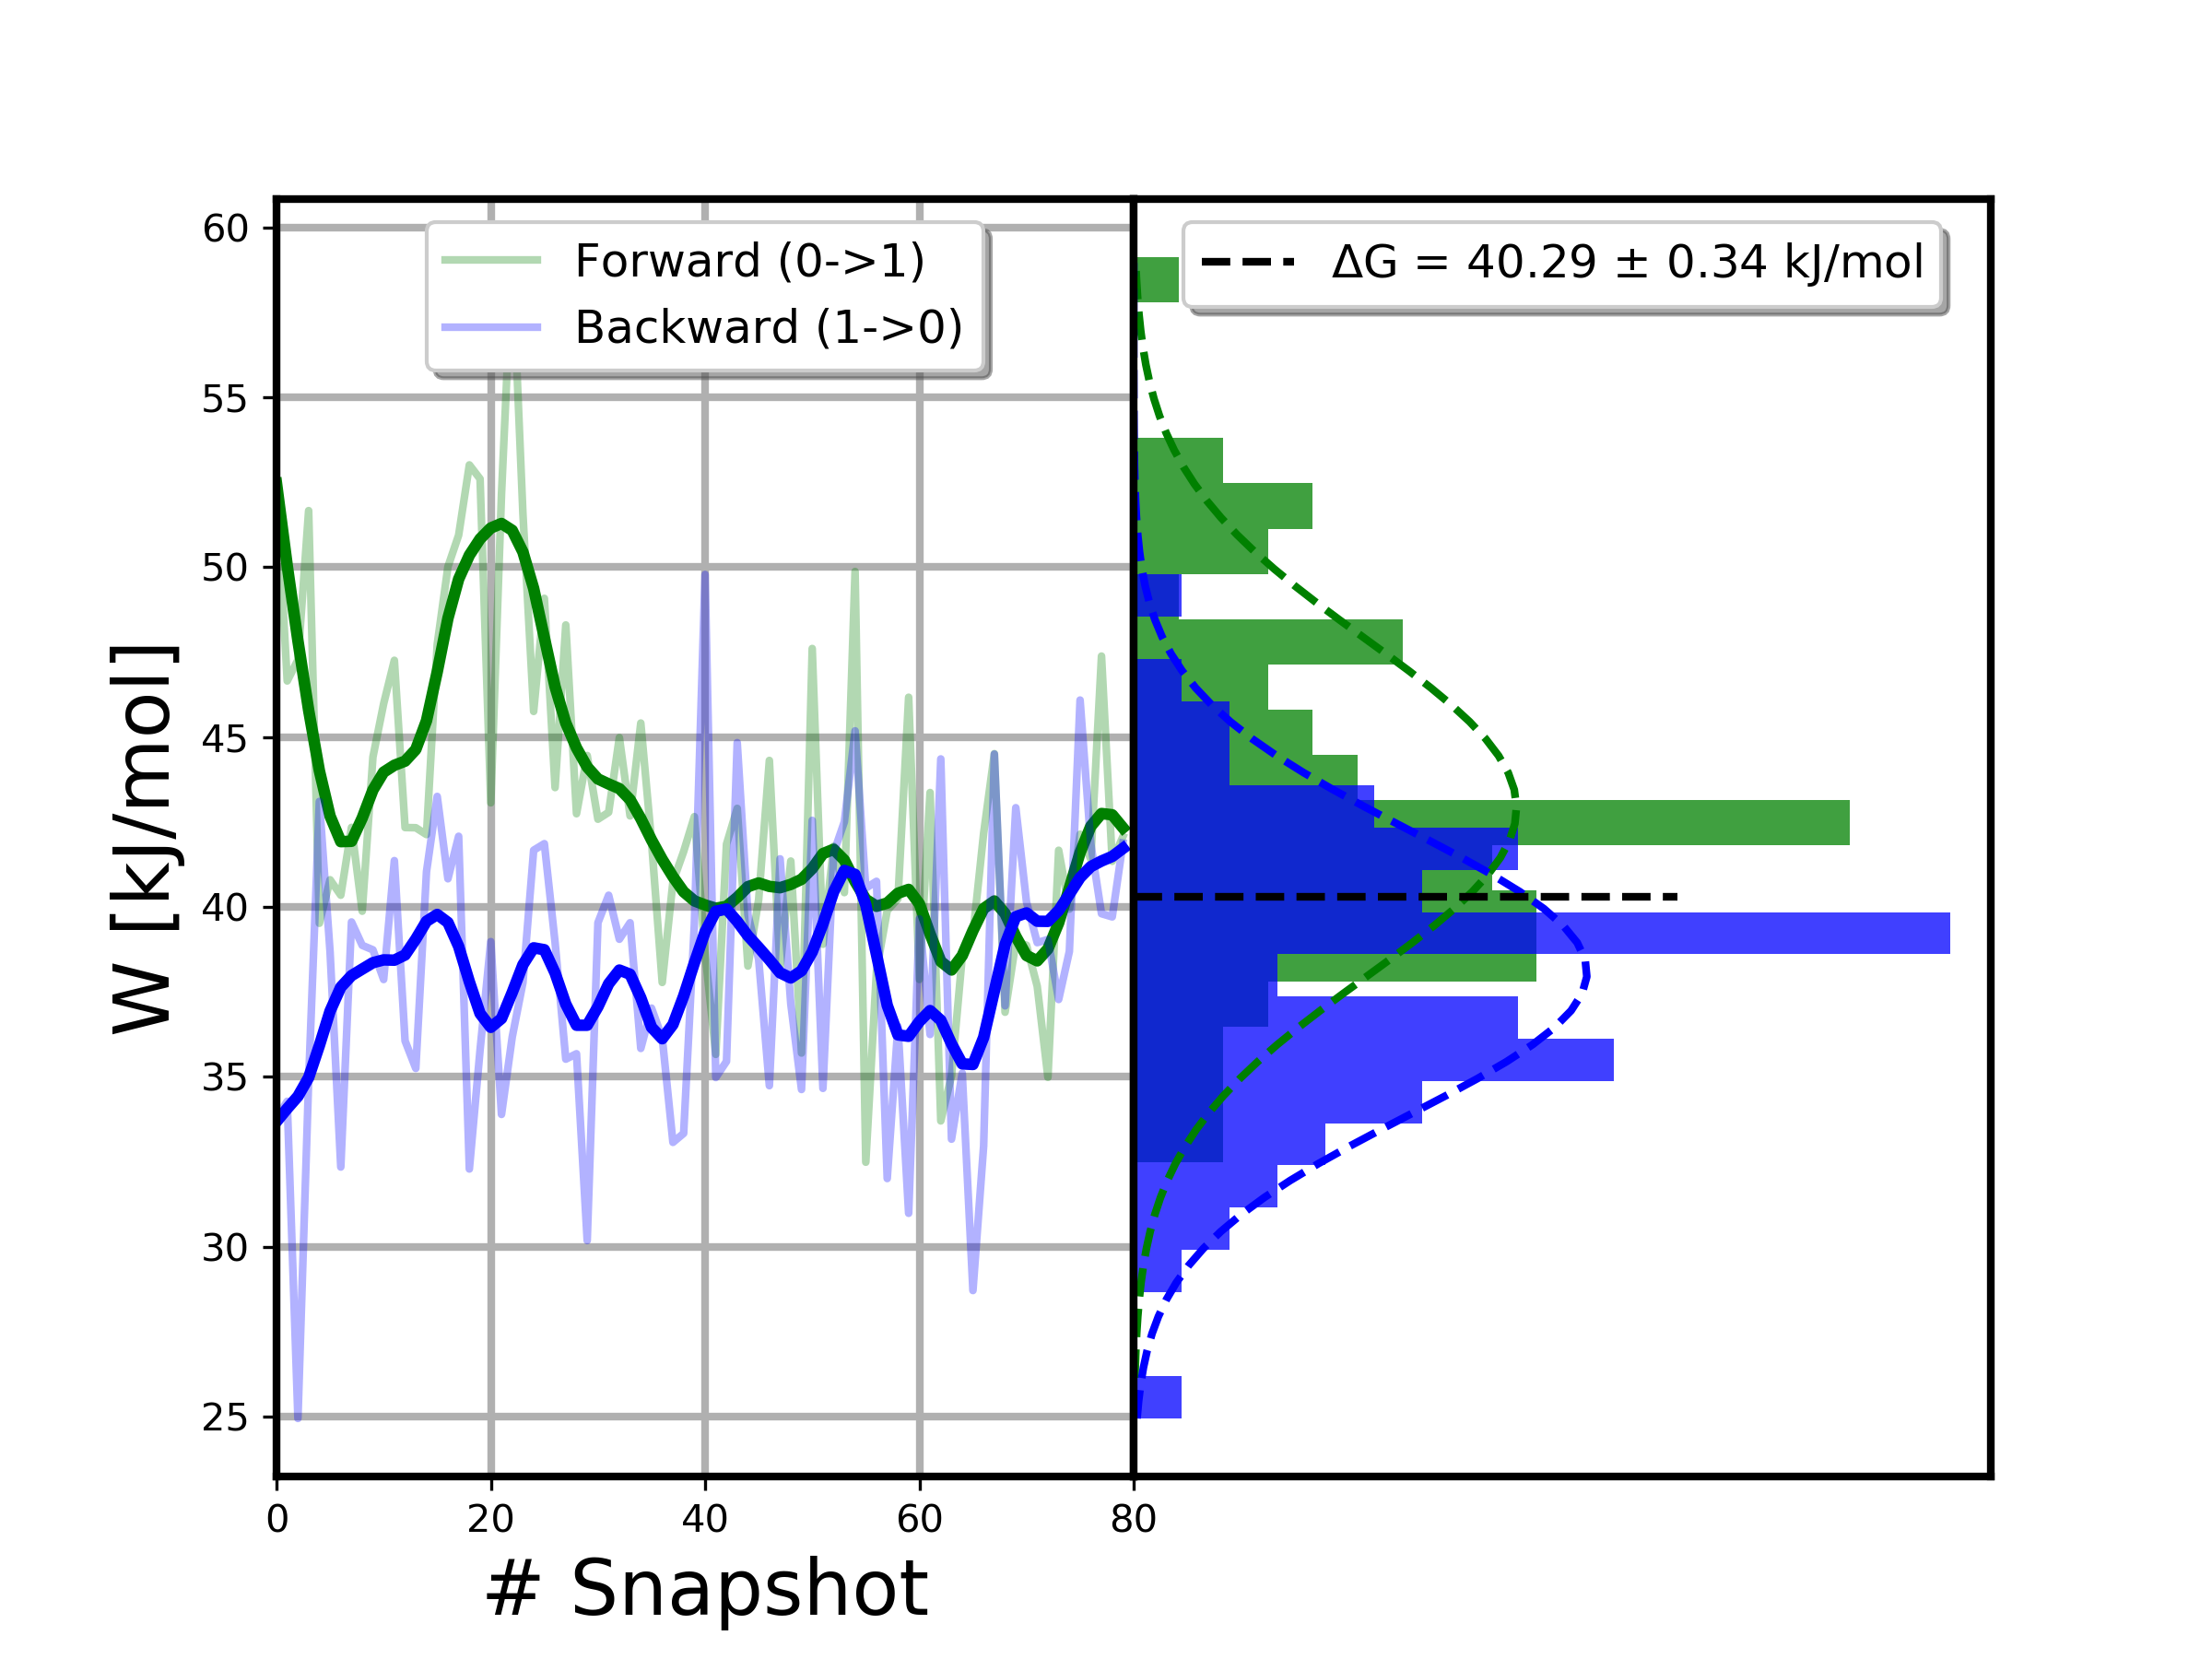 Forward (0->1)
Backward (1->0)
ΔG = 40.29 ± 0.34 kJ/mol
W [kJ/mol]
60
55
50
45
40
35
30
25
0
20
40
60
80
# Snapshot